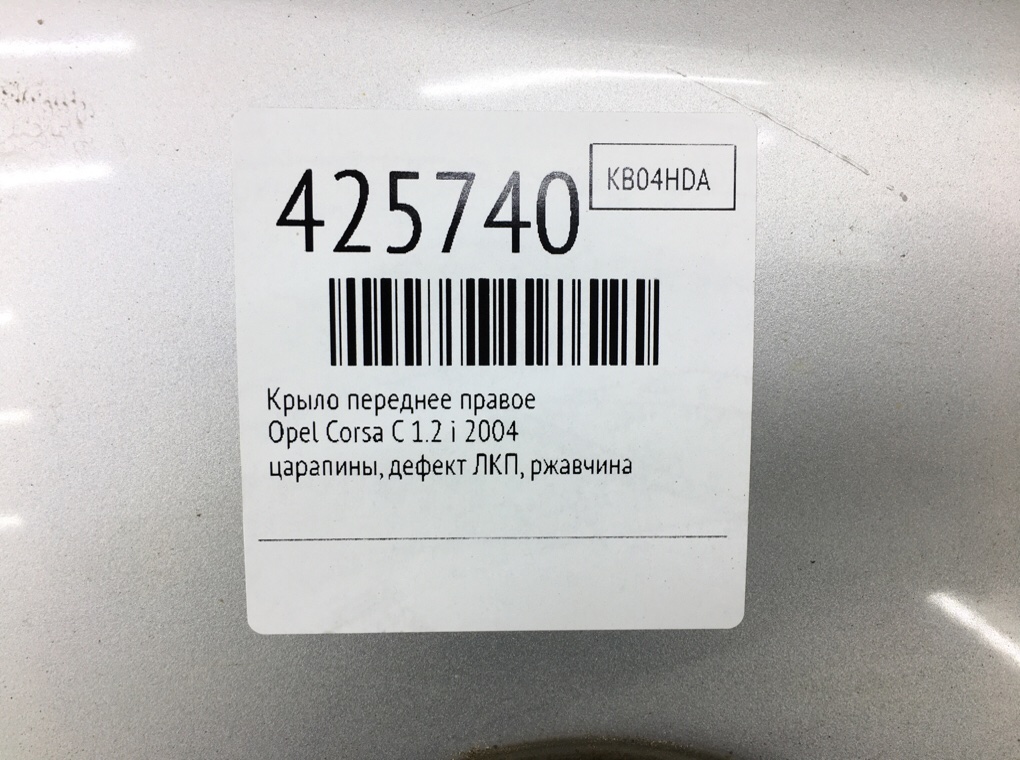 425740
KB04HDA
Крыло переднее правое
Opel Corsa C 1.2 i 2004
царапины, дефект ЛКП, ржавчина